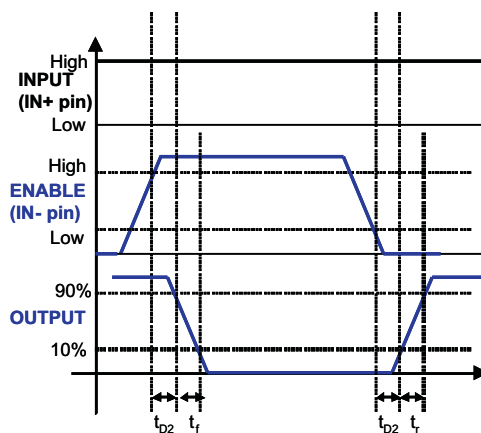 High
INPUT
(IN+ pin)
Low
High
ENABLE
(IN- pin)
Low
90%
OUTPUT
10%
tD2 tf tD2 tr